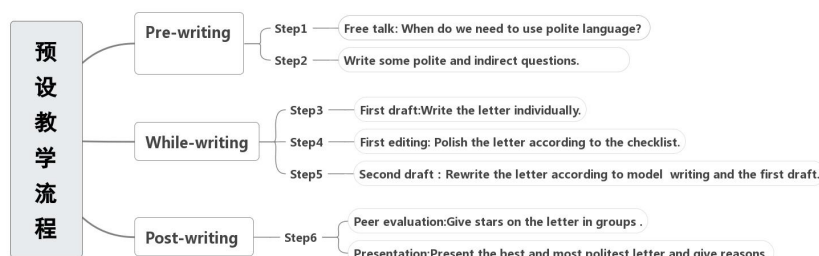 预设教学流程
Pre-writing
Step1
Free talk: When do we need to use polite language?
Step2
Write some polite and indirect questions.
While-writing
Step3
First draft:Write the letter individually.
Step4
First editing: Polish the letter according to the checklist.
Step5
Second draft : Rewrite the letter according to model writing and the first draft.
Post-writing
Step6
Peer evaluation:Give stars on the letter in groups .
Presentation:Present the best and most politest letter and give reasons.